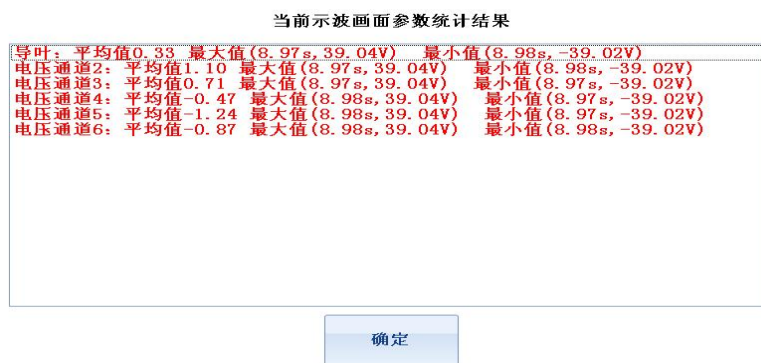 当前示波画面参数统计结果
导叶：平均值0.33 最大值(8.97s,39.04V) 最小值(8.98s,-39.02V)
电压通道2：平均值1.10 最大值(8.97s,39.04V) 最小值(8.98s,-39.02V)
电压通道3：平均值0.71 最大值(8.97s,39.04V) 最小值(8.98s,-39.02V)
电压通道4：平均值-0.47 最大值(8.98s,39.04V) 最小值(8.97s,-39.02V)
电压通道5：平均值-1.24 最大值(8.98s,39.04V) 最小值(8.97s,-39.02V)
电压通道6：平均值-0.87 最大值(8.98s,39.04V) 最小值(8.98s,-39.02V)
确定